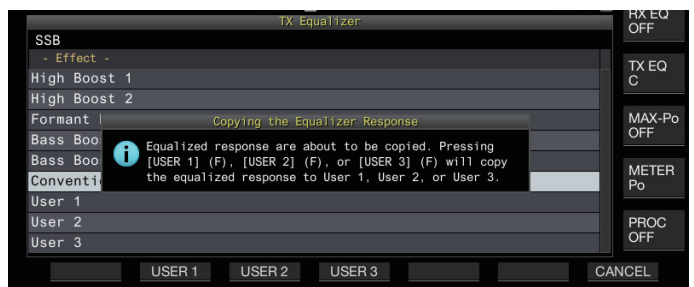 TX Equalizer
RX EQ
OFF
SSB
- Effect -
High Boost 1
TX EQ
C
High Boost 2
Formant
Copying the Equalizer Response
MAX-Po
OFF
Bass Boo
Equalized response are about to be copied. Pressing
[USER 1] (F), [USER 2] (F), or [USER 3] (F) will copy
the equalized response to User 1, User 2, or User 3.
Bass Boo
METER
Po
Conventi
User 1
User 2
PROC
OFF
User 3
USER 1 USER 2 USER 3 CANCEL